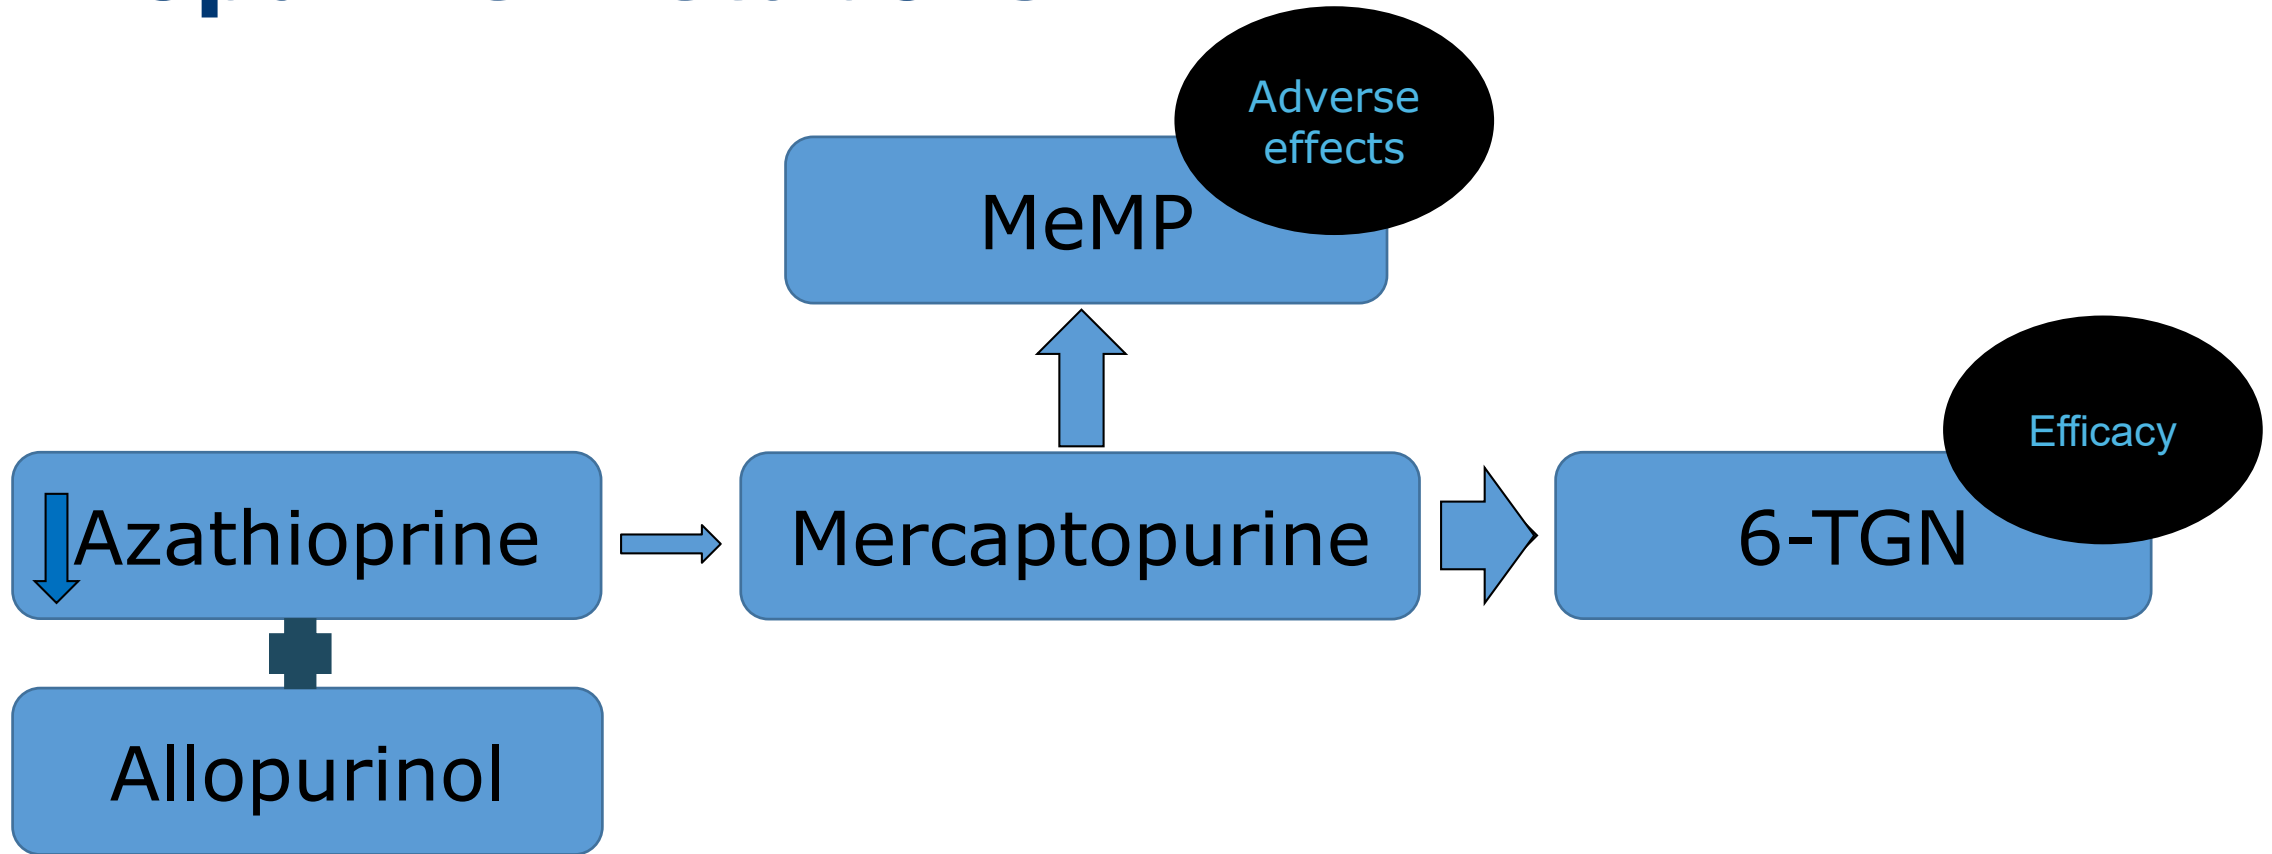 Adverse
effects
MeMP
Efficacy
Azathioprine
Mercaptopurine
6-TGN
Allopurinol